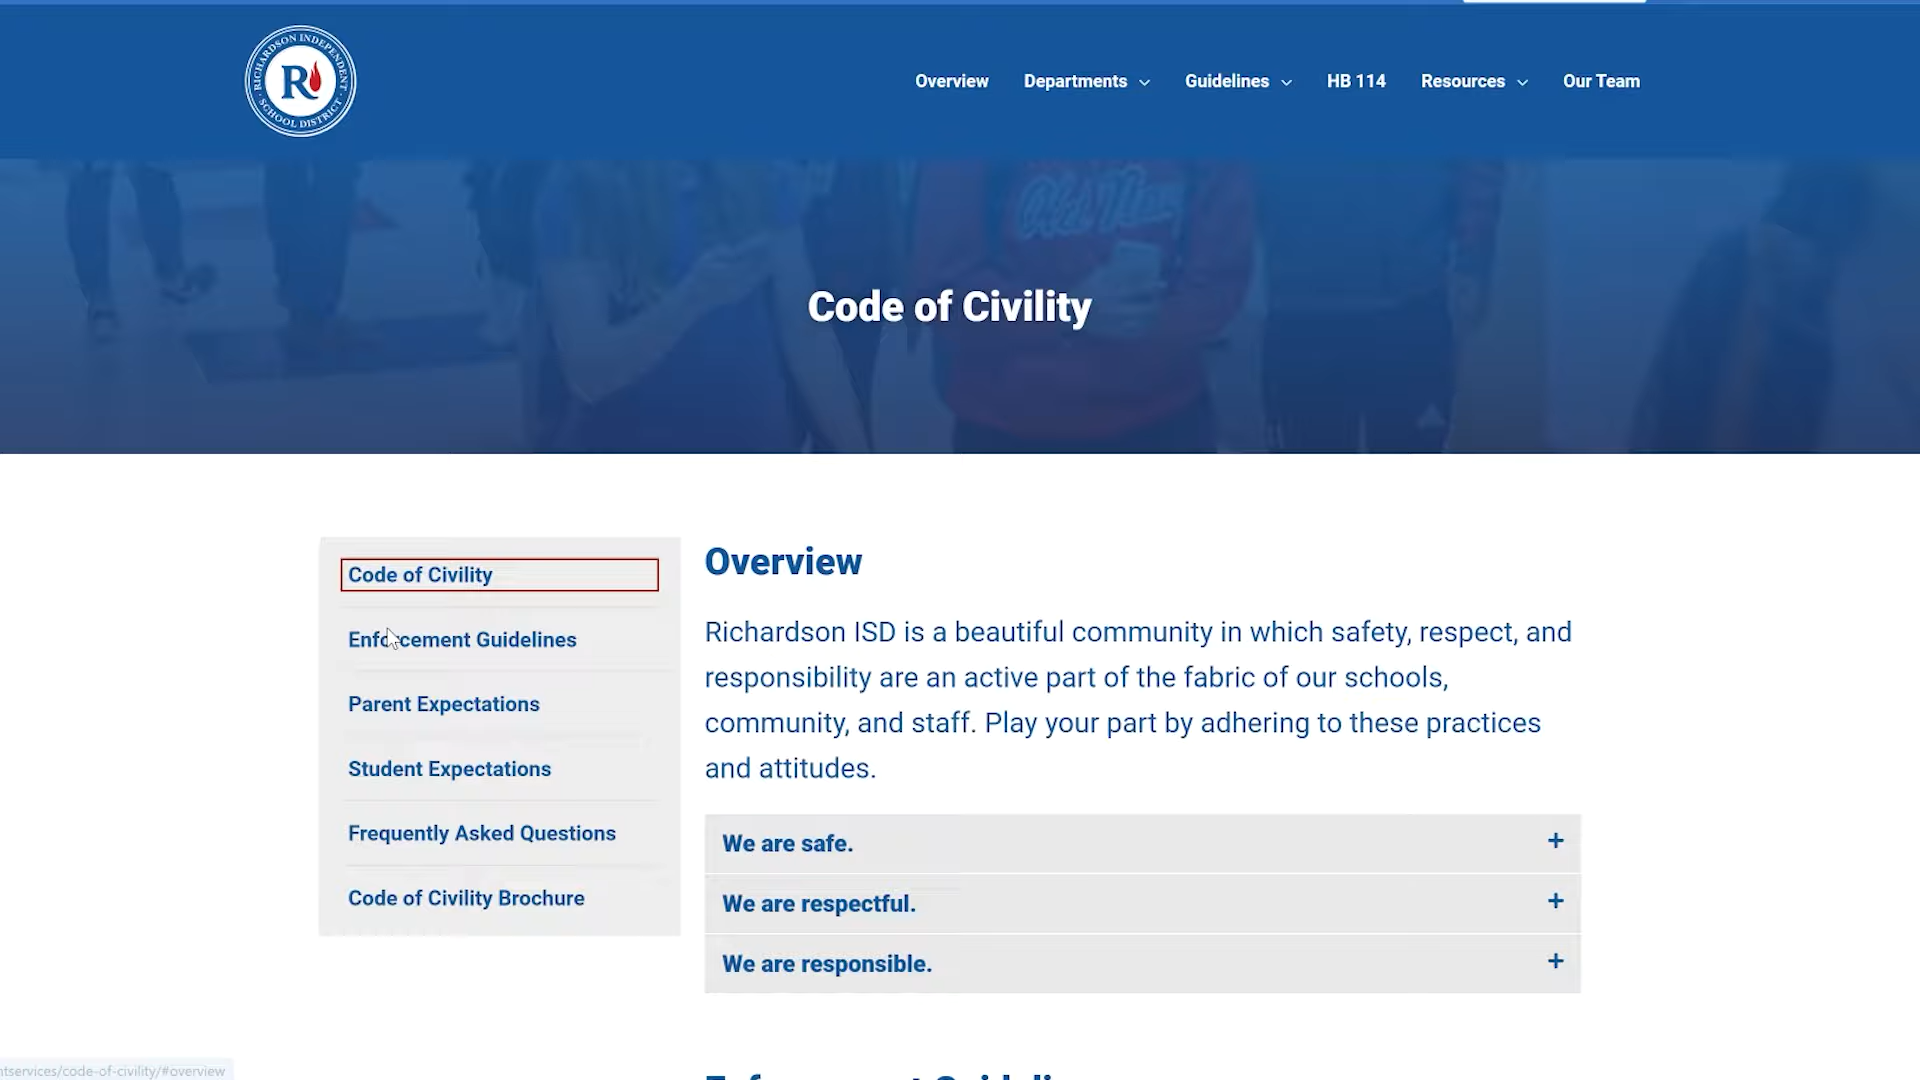 RICHARDSON INDEPENDENT
R
SCHOOL DISTRICT
Overview
Departments
Guidelines
HB 114
Resources
Our Team
Code of Civility
Code of Civility
Enforcement Guidelines
Parent Expectations
Student Expectations
Frequently Asked Questions
Code of Civility Brochure
Overview
Richardson ISD is a beautiful community in which safety, respect, and
responsibility are an active part of the fabric of our schools,
community, and staff. Play your part by adhering to these practices
and attitudes.
We are safe.
+
We are respectful.
+
We are responsible.
+
ntservices/code-of-civility/#overview